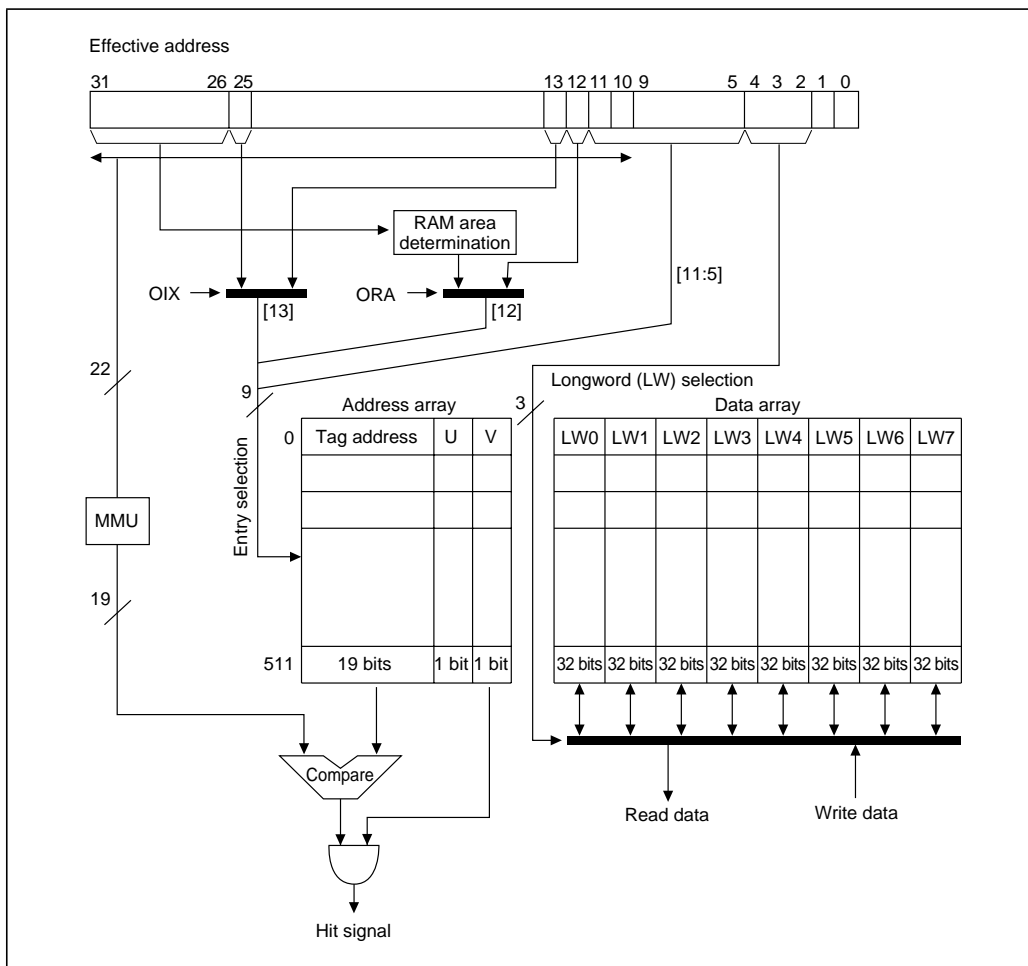 Effective address
31 26 25 13 12 11 10 9 5 4 3 2 1 0
RAM area
determination
[11:5]
OIX
ORA
[13]
[12]
22
9
Longword (LW) selection
3
Address array
Data array
0
Tag address U V
LW0 LW1 LW2 LW3 LW4 LW5 LW6 LW7
Entry selection
MMU
19
511
19 bits 1 bit 1 bit
32 bits 32 bits 32 bits 32 bits 32 bits 32 bits 32 bits 32 bits
Compare
Read data
Write data
Hit signal